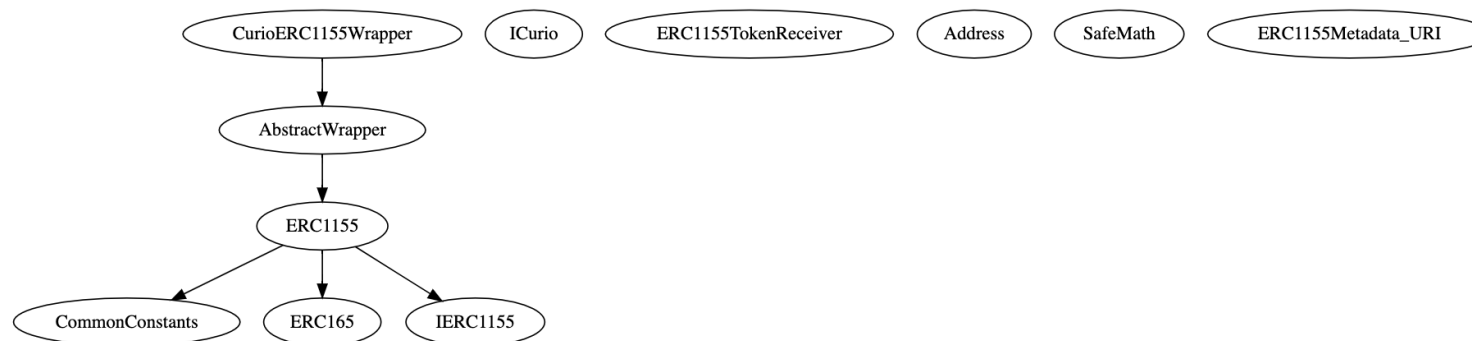 CurioERC1155Wrapper ICurio ERC1155TokenReceiver Address SafeMath ERC1155Metadata_URI
AbstractWrapper
ERC1155
CommonConstants ERC165 IERC1155